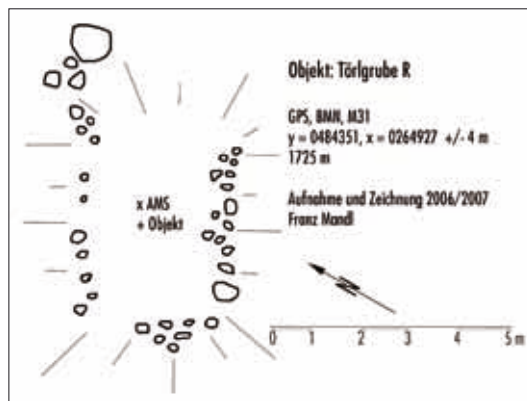 Objekt: Törlgrube R
GPS, BMN, M31
y = 0484351, x = 0264927 +/- 4 m
1725 m
x AMS
+ Objekt
Aufnahme und Zeichnung 2006/2007
Franz Mandl
N
0 1 2 3 4 5 m